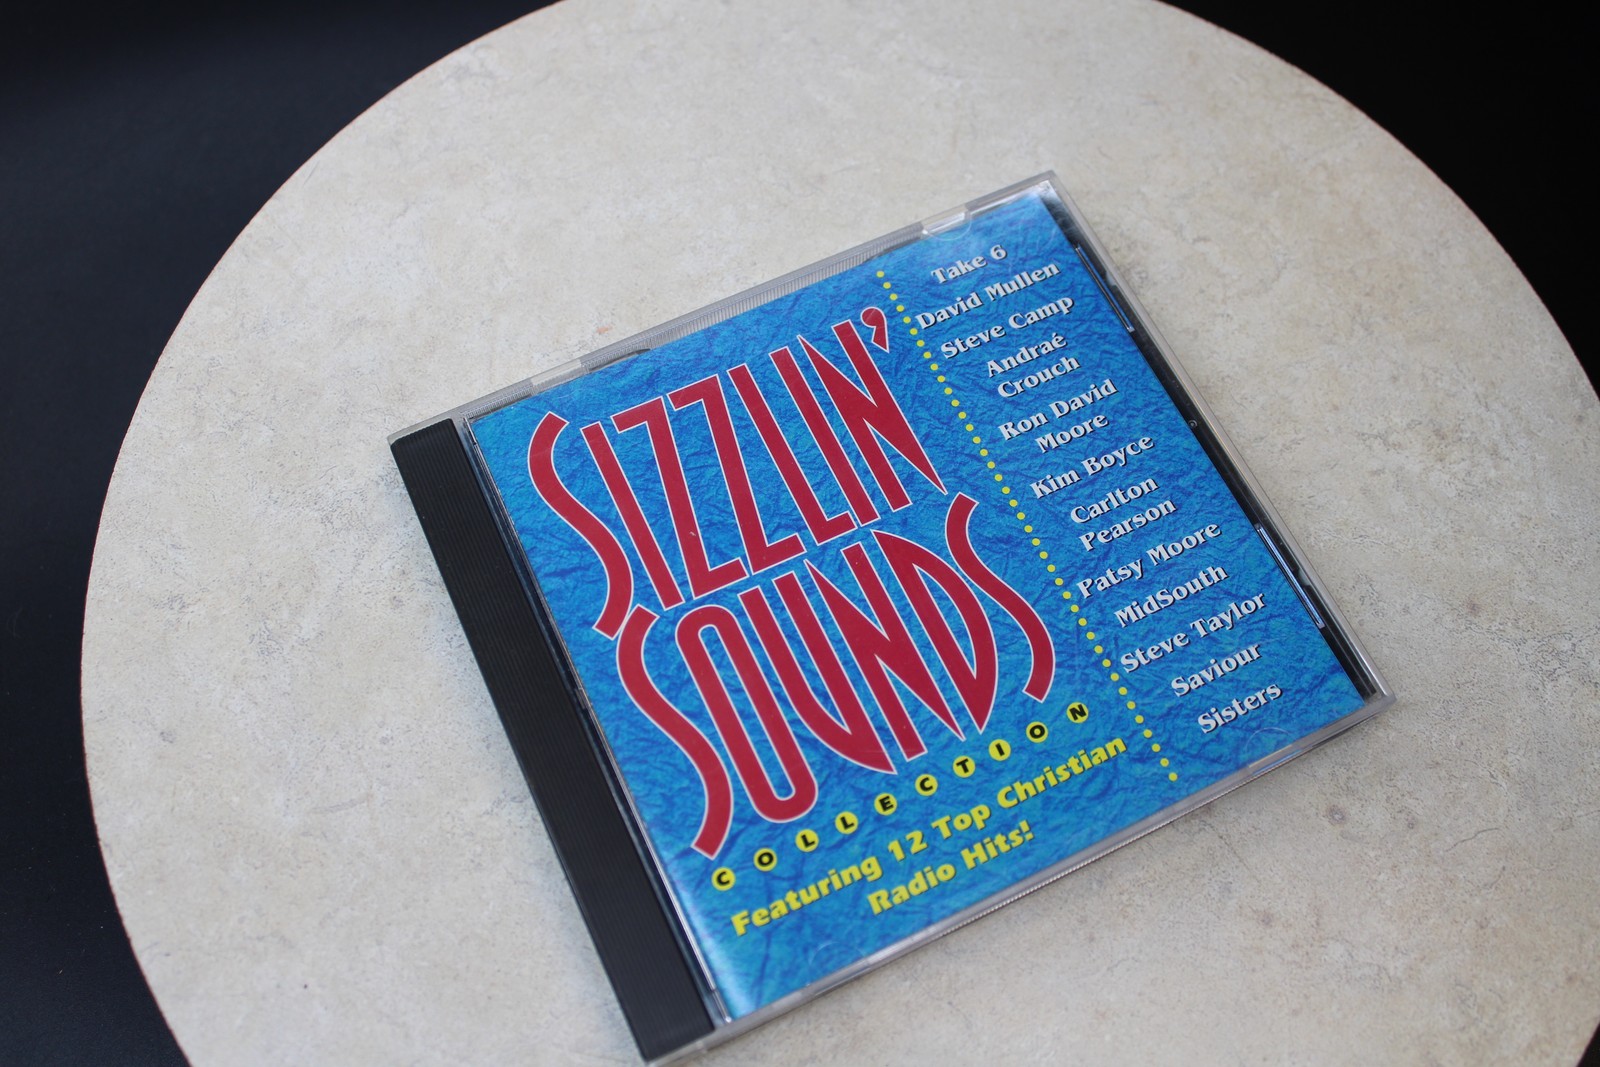 SIZZLIN'
SOUNDS
COLLECTION
Featuring 12 Top Christian
Radio Hits!
Take 6
David Mullen
Steve Camp
Andraé
Crouch
Ron David
Moore
Kim Boyce
Carlton
Pearson
Patsy Moore
MidSouth
Steve Taylor
Saviour
Sisters